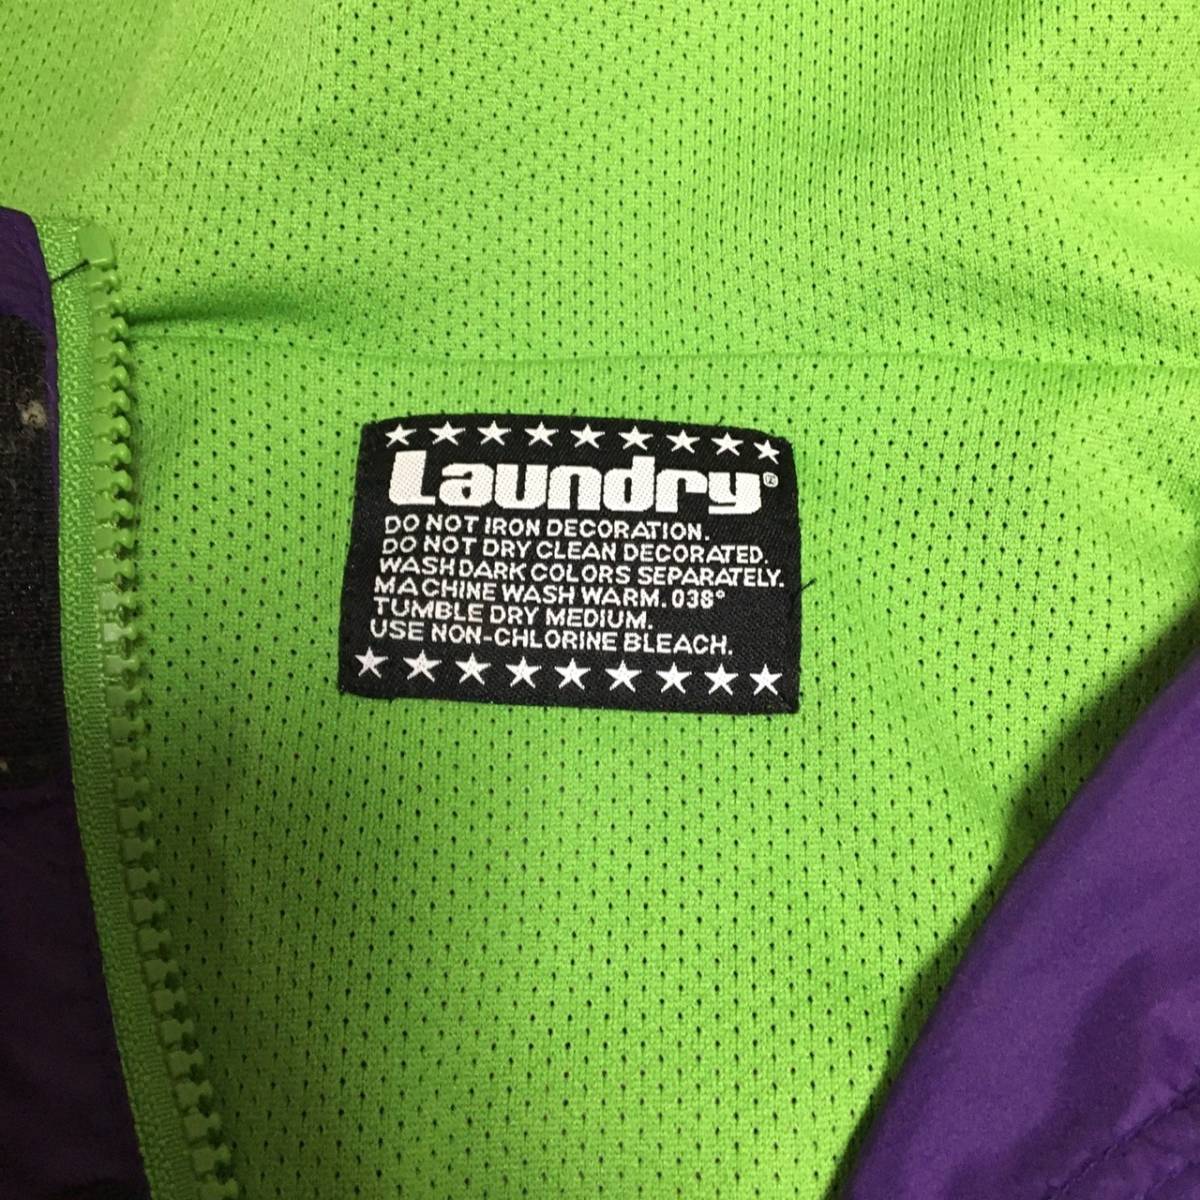 Laundry®
DO NOT IRON DECORATION.
DO NOT DRY CLEAN DECORATED.
WASH DARK COLORS SEPARATELY.
MACHINE WASH WARM. 038°
TUMBLE DRY MEDIUM.
USE NON-CHLORINE BLEACH.